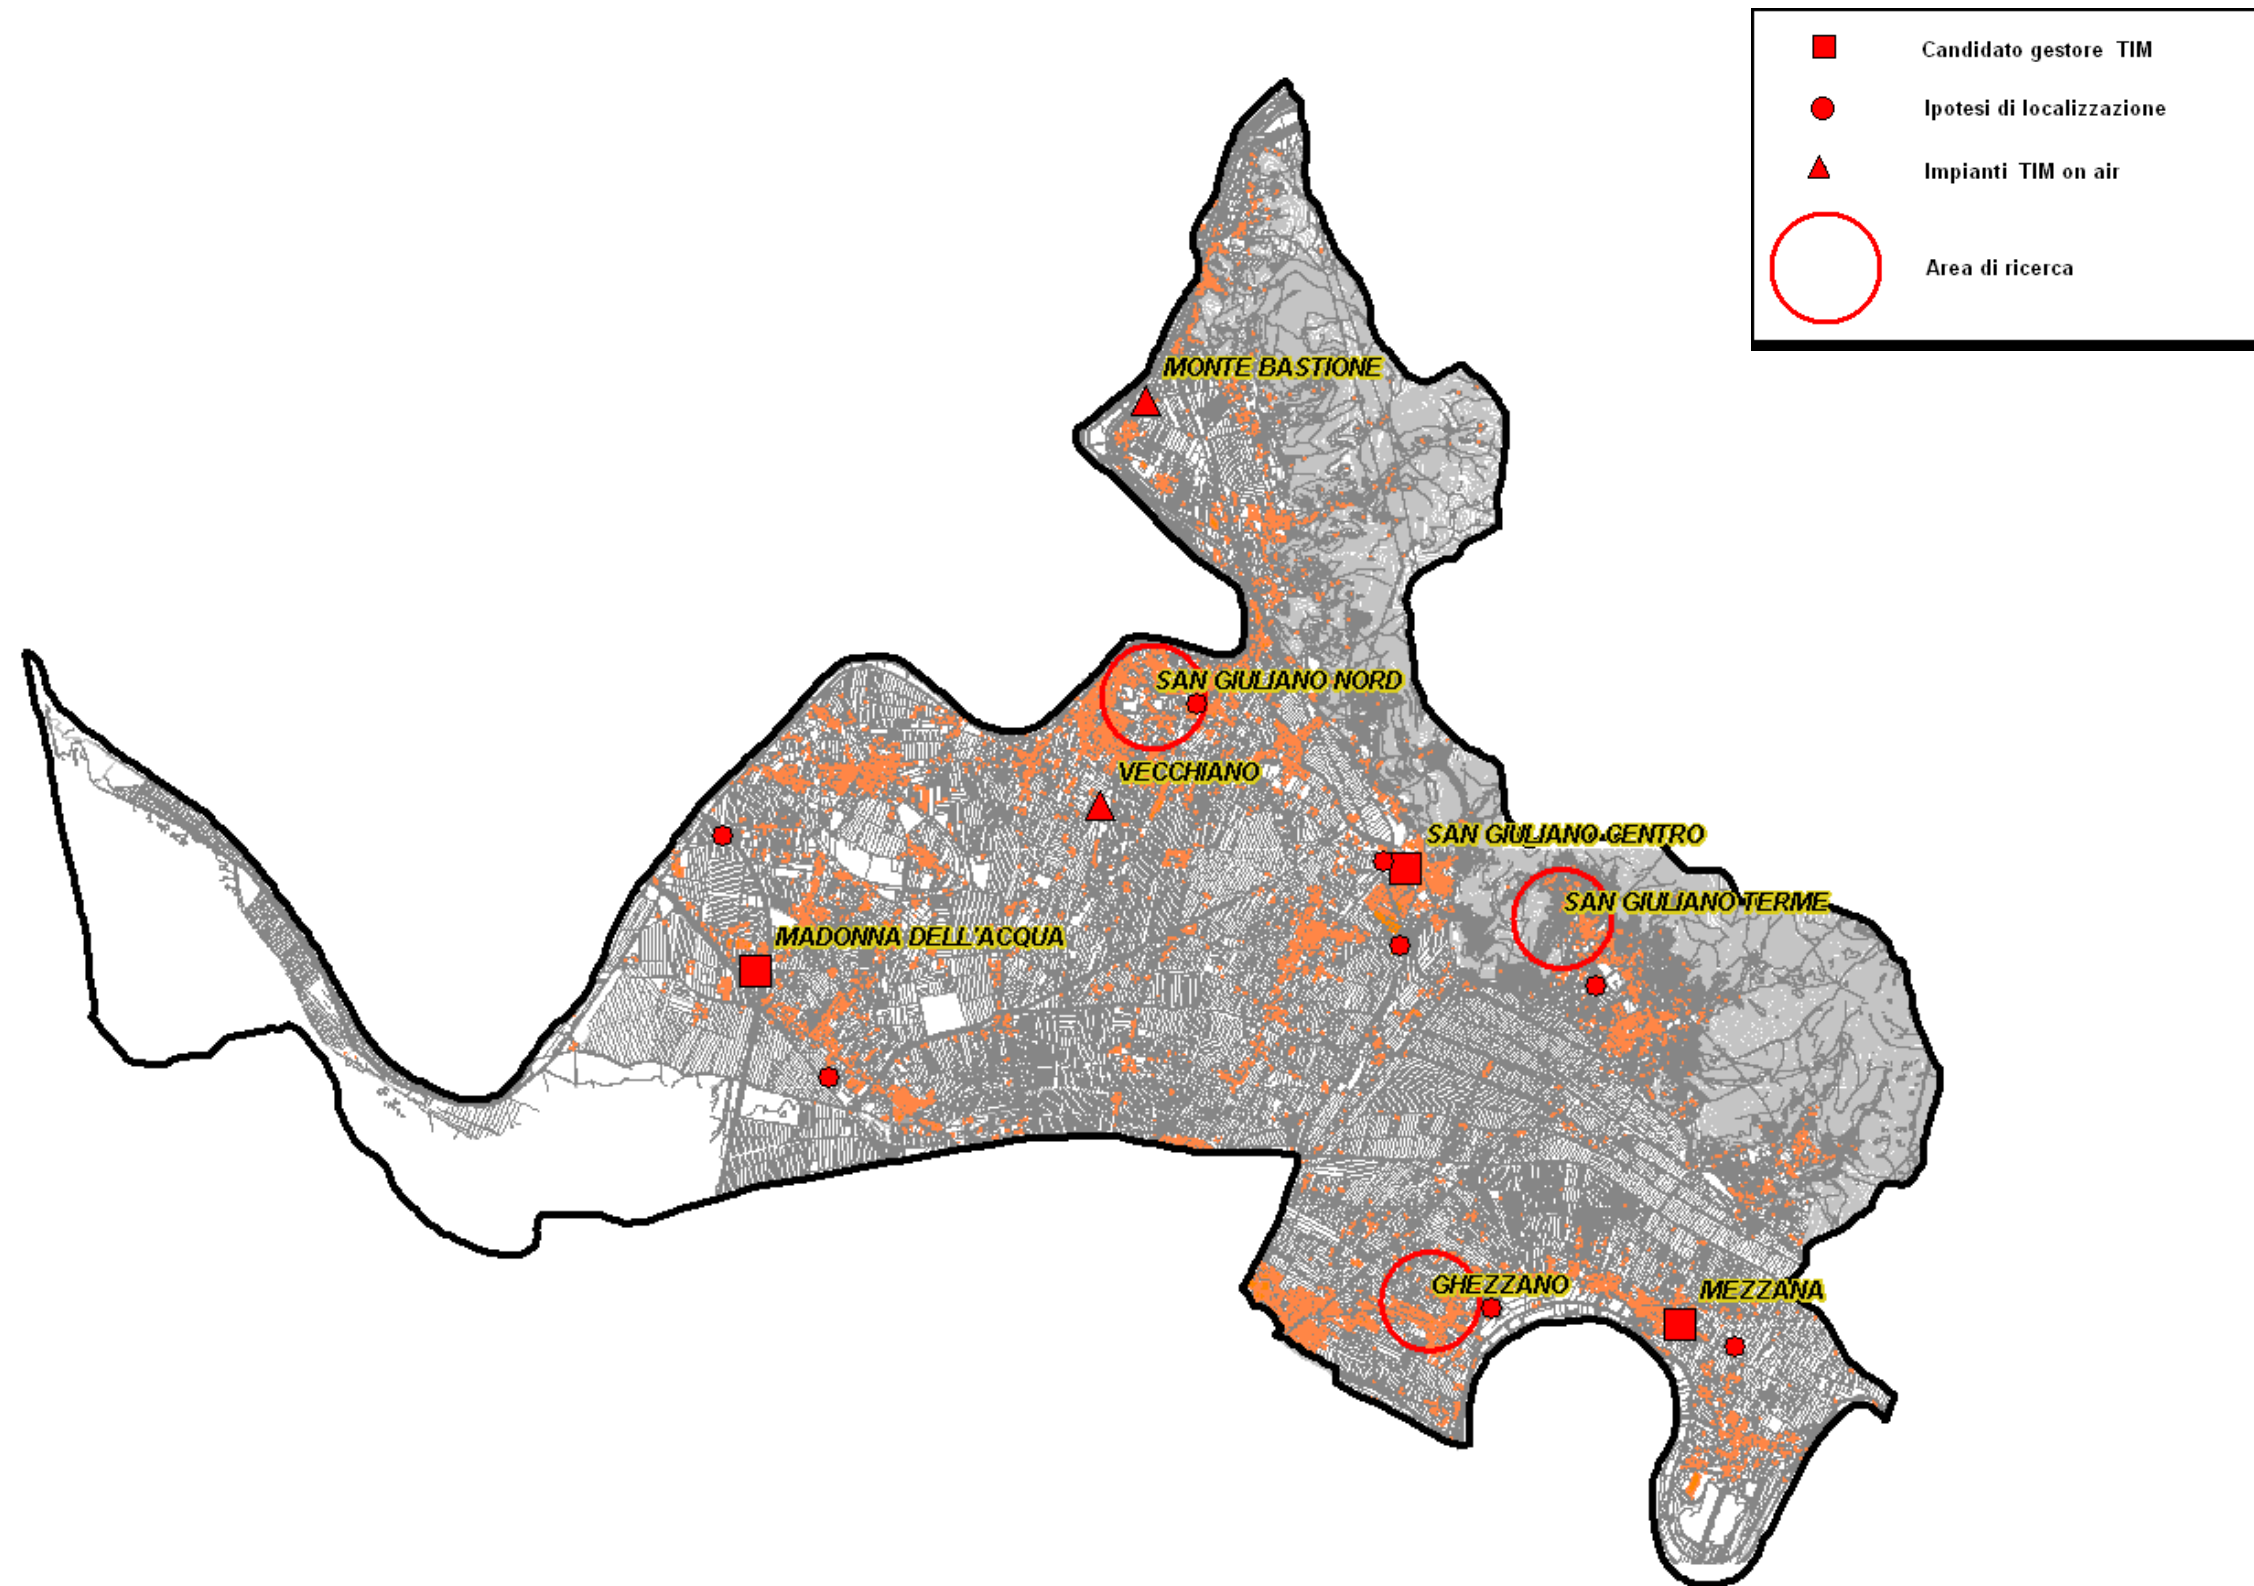 Candidato gestore TIM
Ipotesi di localizzazione
Impianti TIM on air
Area di ricerca
MONTE BASTIONE
SAN GIULIANO NORD
VECCHIANO
SAN GIULIANO CENTRO
SAN GIULIANO TERME
MADONNA DELL'ACQUA
GHEZZANO
MEZZANA